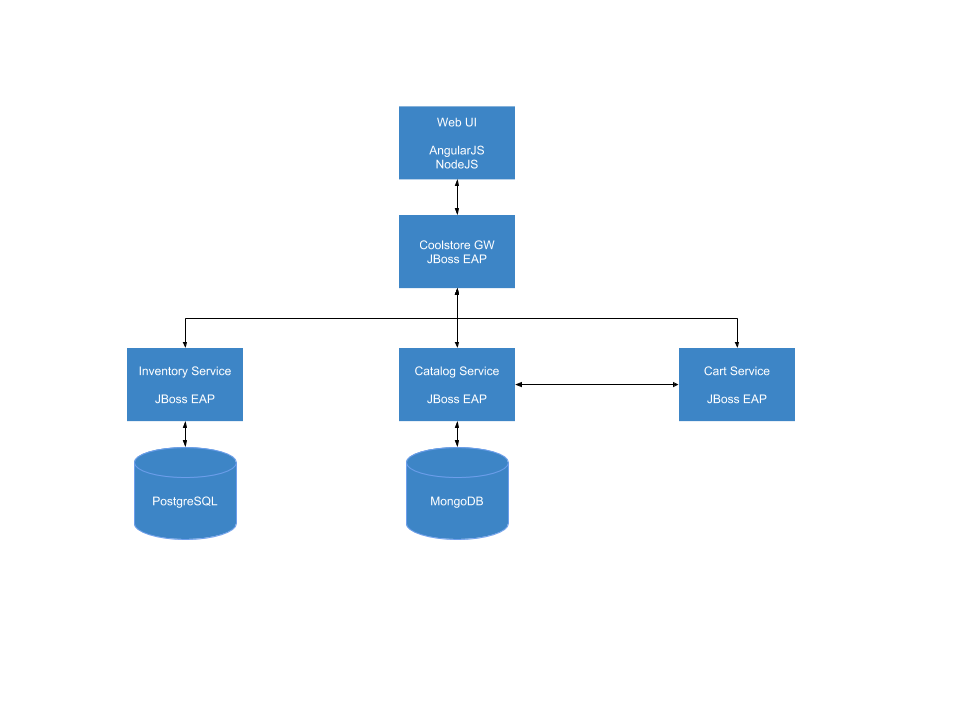 Web UI
AngularJS
NodeJS
Coolstore GW
JBoss EAP
Inventory Service
JBoss EAP
Catalog Service
JBoss EAP
Cart Service
JBoss EAP
PostgreSQL
MongoDB